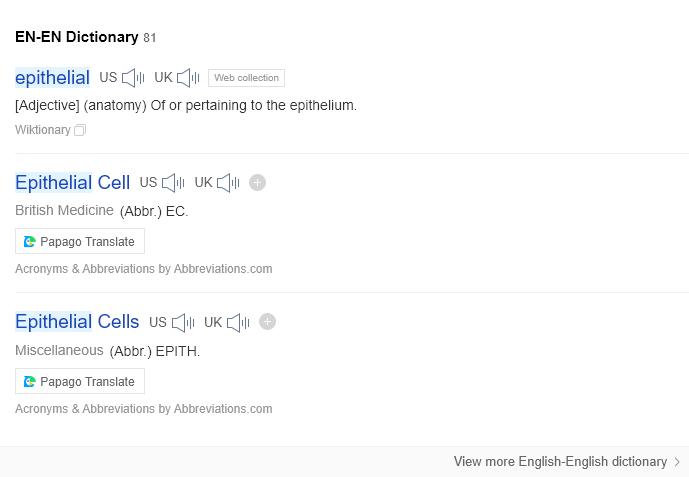 EN-EN Dictionary 81
epithelial US UK Web collection
[Adjective] (anatomy) Of or pertaining to the epithelium.
Wiktionary
Epithelial Cell US UK
British Medicine (Abbr.) EC.
Papago Translate
Acronyms & Abbreviations by Abbreviations.com
Epithelial Cells US UK
Miscellaneous (Abbr.) EPITH.
Papago Translate
Acronyms & Abbreviations by Abbreviations.com
View more English-English dictionary